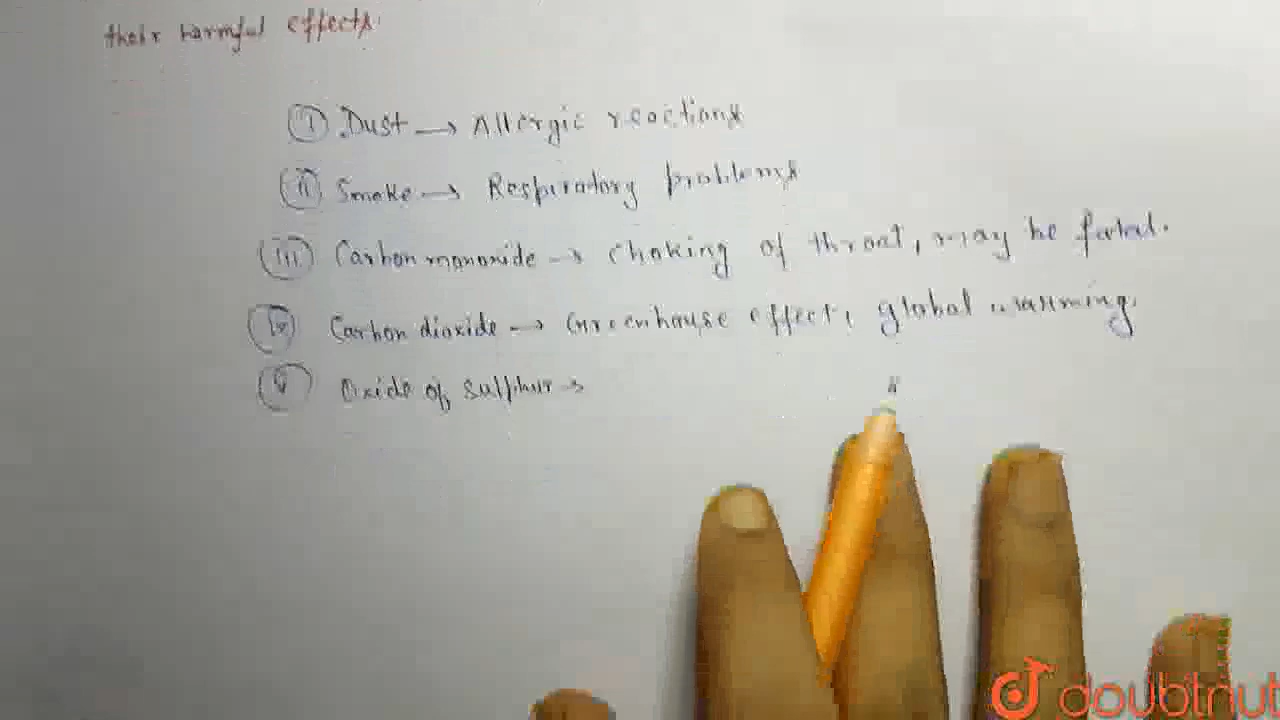 their harmful effects.
(i) Dust → Allergic reactions
(ii) Smoke → Respiratory problems
(iii) Carbon monoxide → choking of throat, may be fatal.
(iv) Carbon dioxide → Greenhouse effect, global warming.
(v) Oxide of sulphur →
doubtnut